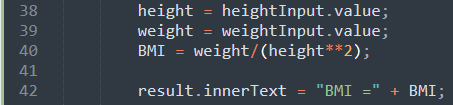 38 height = heightInput.value;
39 weight = weightInput.value;
40 BMI = weight/(height**2);
41
42 result.innerText = "BMI =" + BMI;